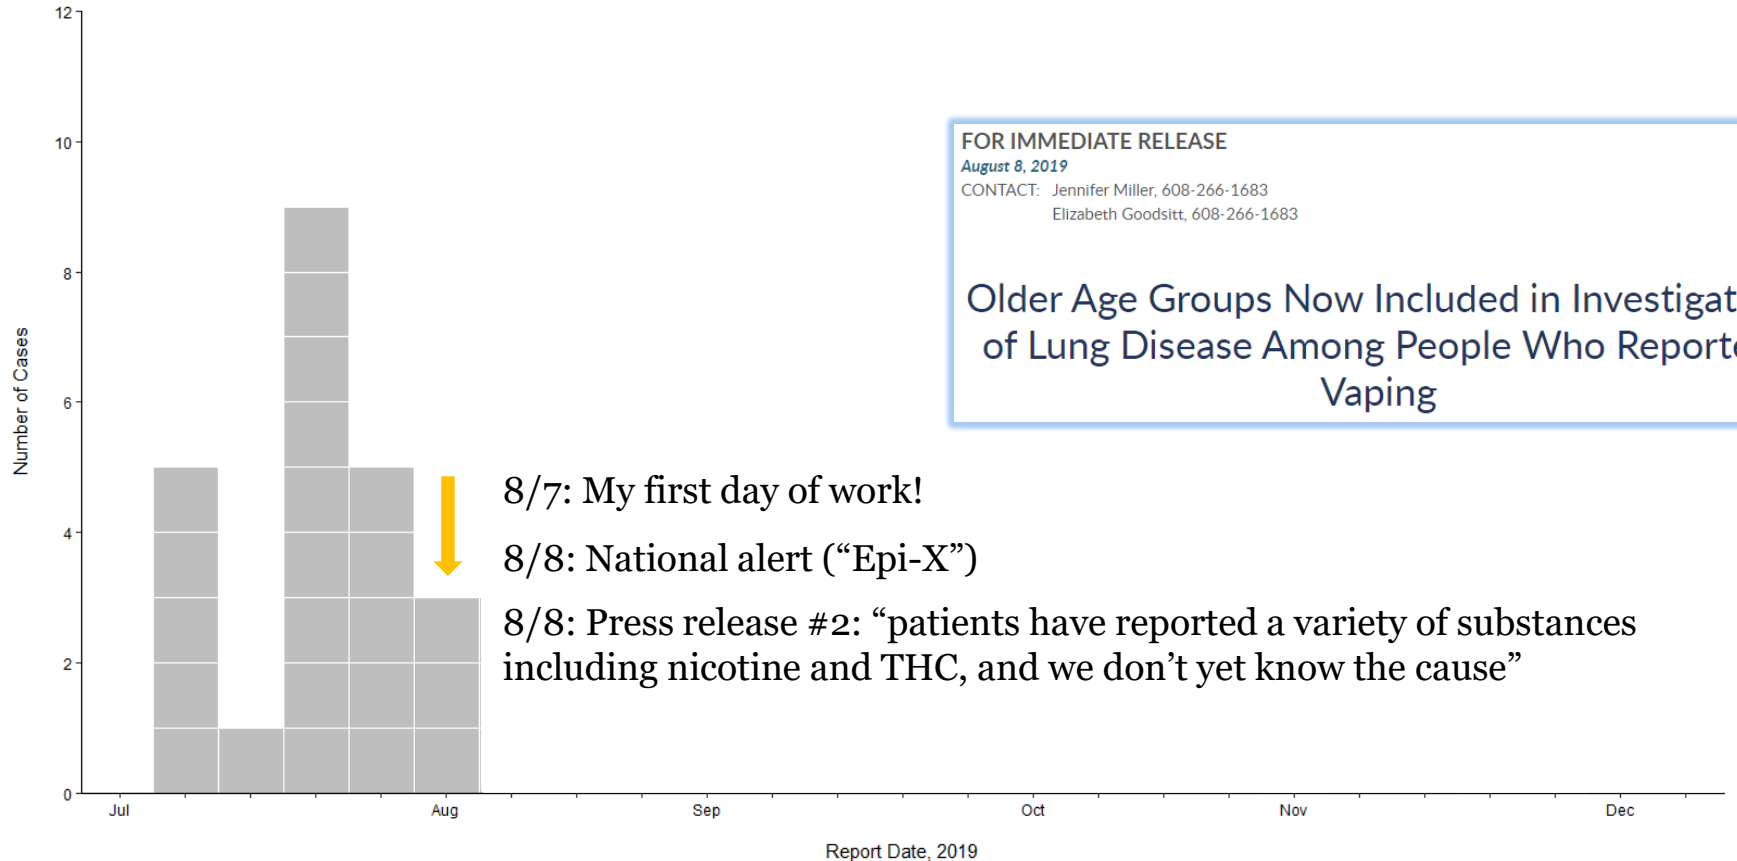 12
10
8
6
4
2
0
Number of Cases
FOR IMMEDIATE RELEASE
August 8, 2019
CONTACT: Jennifer Miller, 608-266-1683
Elizabeth Goodsitt, 608-266-1683
Older Age Groups Now Included in Investigat
of Lung Disease Among People Who Reporte
Vaping
8/7: My first day of work!
8/8: National alert (“Epi-X”)
8/8: Press release #2: “patients have reported a variety of substances
including nicotine and THC, and we don’t yet know the cause”
Jul Aug Sep Oct Nov Dec
Report Date, 2019